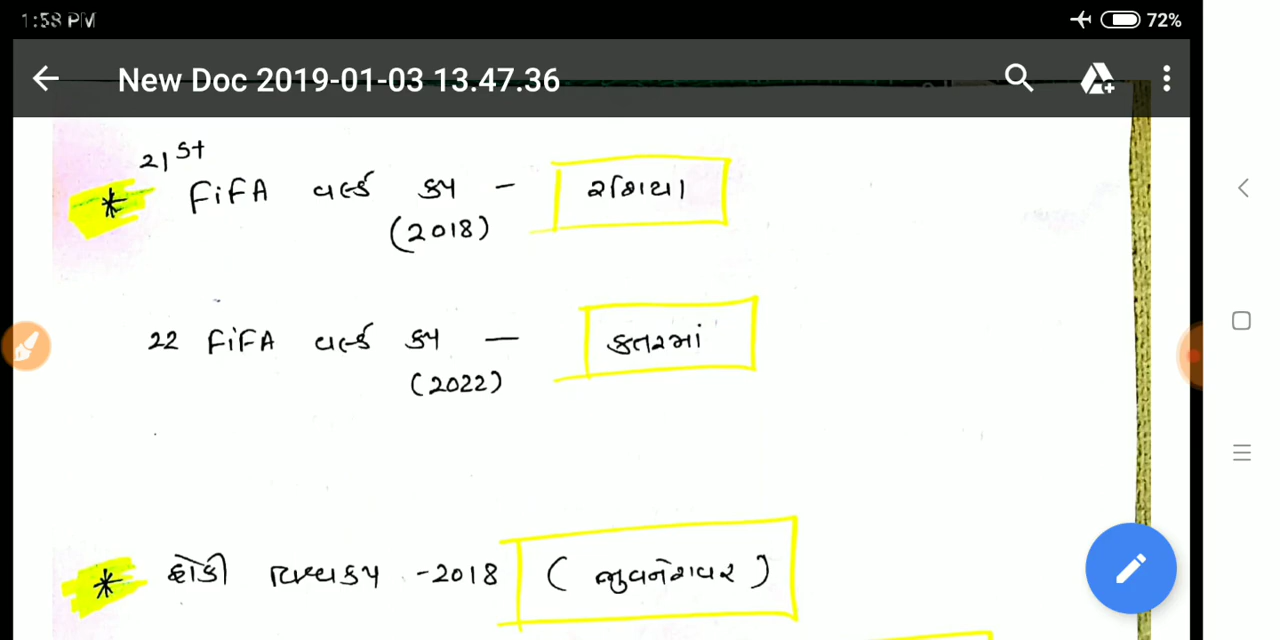 1:58 PM
72%
New Doc 2019-01-03 13.47.36
21st
* FiFA વર્લ્ડ કપ - રશિયા
(2018)
22 FiFA વર્લ્ડ કપ —  કતારમાં
(2022)
* હોકી વિશ્વકપ -2018 (ભુવનેશ્વર)